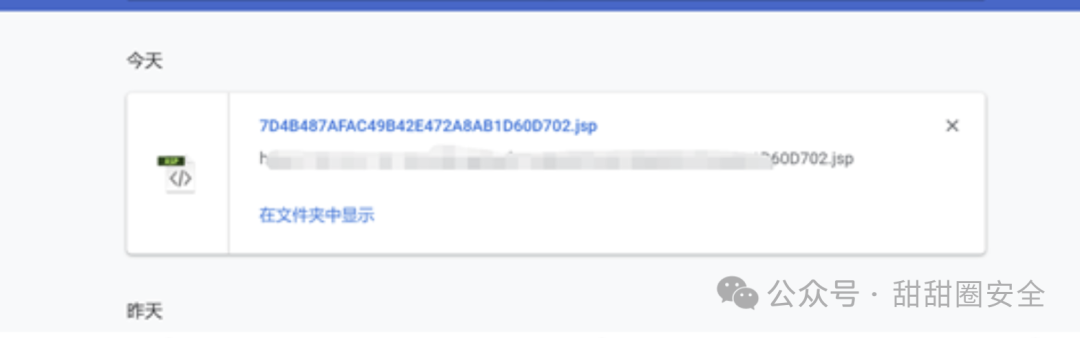 今天
7D4B487AFAC49B42E472A8AB1D60D702.jsp
60D702.jsp
在文件夹中显示
昨天
公众号 · 甜甜圈安全